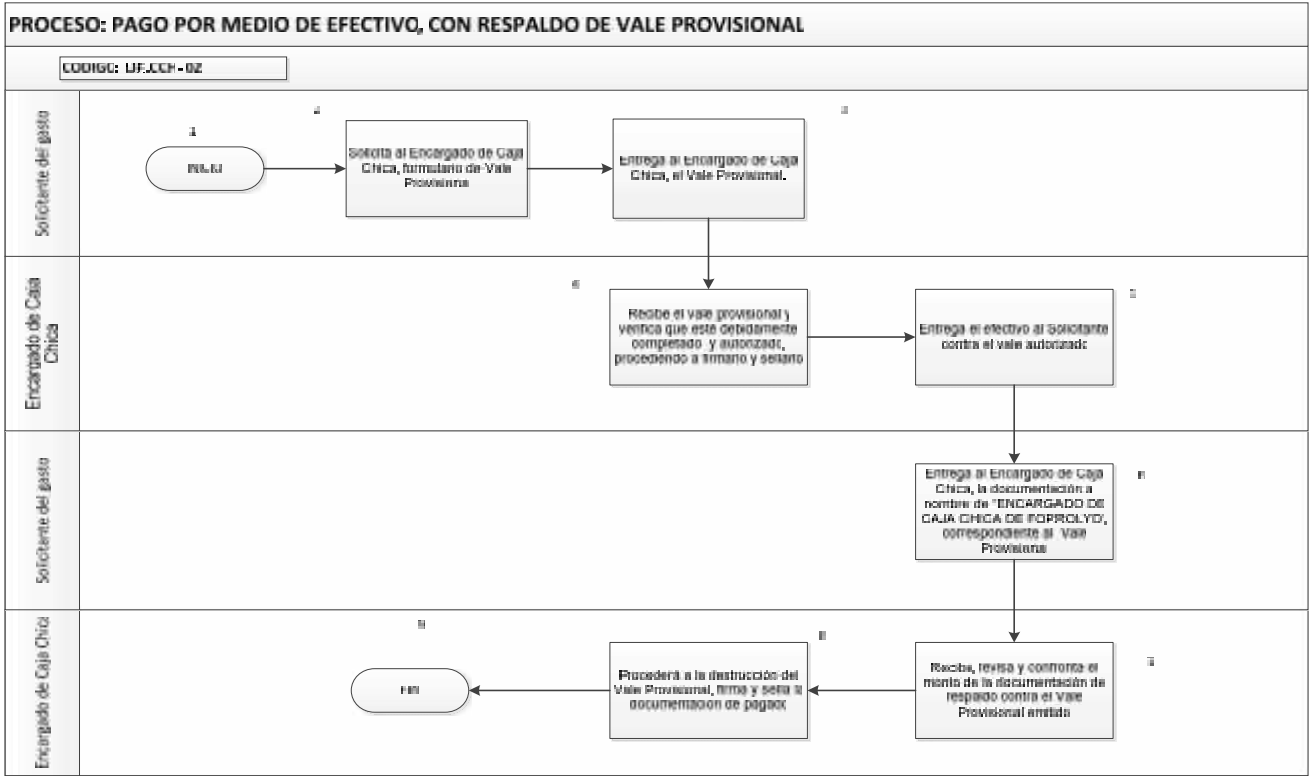 PROCESO: PAGO POR MEDIO DE EFECTIVO, CON RESPALDO DE VALE PROVISIONAL
CODIGO:
Solicitante del gasto
INICIO
Solicita al Encargado de Caja
Chica, formulario de Vale
Provisional
Entrega al Encargado de Caja
Chica, el Vale Provisional.
Encargado de Caja
Chica
Recibe el vale provisional y
verifica que esté debidamente
completado y autorizado,
procediendo a firmarlo y sellarlo
Entrega el efectivo al Solicitante
contra el vale autorizado
Solicitante del gasto
Entrega al Encargado de Caja
Chica, la documentación a
nombre de "ENCARGADO DE
CAJA CHICA DE FOPROLYD",
correspondiente al Vale
Provisional
Encargado de Caja Chica
Recibe, revisa y confronta el
monto de la documentación de
respaldo contra el Vale
Provisional emitido
Procederá a la destrucción del
Vale Provisional, firma y sella la
documentación de pagado
FIN